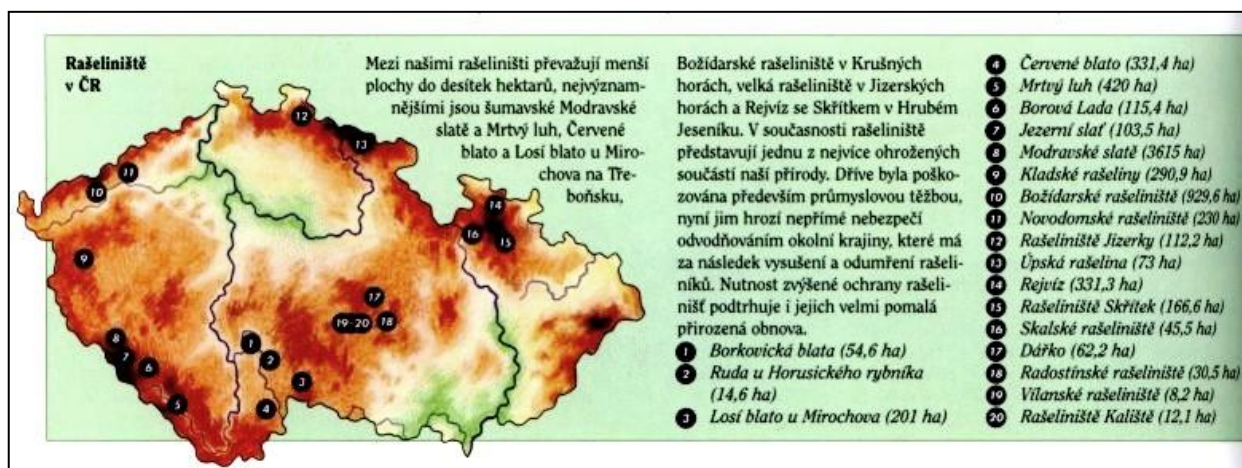 Rašeliniště
v ČR
Mezi našimi rašeliništi převažují menší
plochy do desítek hektarů, nejvýznam-
nějšími jsou šumavské Modravské
slatě a Mrtvý luh, Červené
blato a Losí blato u Miro-
chova na Tře-
boňsku,
Božídarské rašeliniště v Krušných
horách, velká rašeliniště v Jizerských
horách a Rejvíz se Skřítkem v Hrubém
Jeseníku. V současnosti rašeliniště
představují jednu z nejvíce ohrožených
součástí naší přírody. Dříve byla poško-
zována především průmyslovou těžbou,
nyní jim hrozí nepřímé nebezpečí
odvodňováním okolní krajiny, které má
za následek vysušení a odumření rašeli-
níků. Nutnost zvýšené ochrany rašeli-
nišť podtrhuje i jejich velmi pomalá
přirozená obnova.
1 Borkovická blata (54,6 ha)
2 Ruda u Horusického rybníka
(14,6 ha)
3 Losí blato u Mirochova (201 ha)
4 Červené blato (331,4 ha)
5 Mrtvý luh (420 ha)
6 Borová Lada (115,4 ha)
7 Jezerní slať (103,5 ha)
8 Modravské slatě (3615 ha)
9 Kladské rašeliny (290,9 ha)
10 Božídarské rašeliniště (929,6 ha)
11 Novodomské rašeliniště (230 ha)
12 Rašeliniště Jizerky (112,2 ha)
13 Úpská rašelina (73 ha)
14 Rejvíz (331,3 ha)
15 Rašeliniště Skřítek (166,6 ha)
16 Skalské rašeliniště (45,5 ha)
17 Dářko (62,2 ha)
18 Radostínské rašeliniště (30,5 ha)
19 Vílanské rašeliniště (8,2 ha)
20 Rašeliniště Kaliště (12,1 ha)
12
13
11
10
14
16
15
9
17
19-20
18
1
2
8
7
6
3
5
4